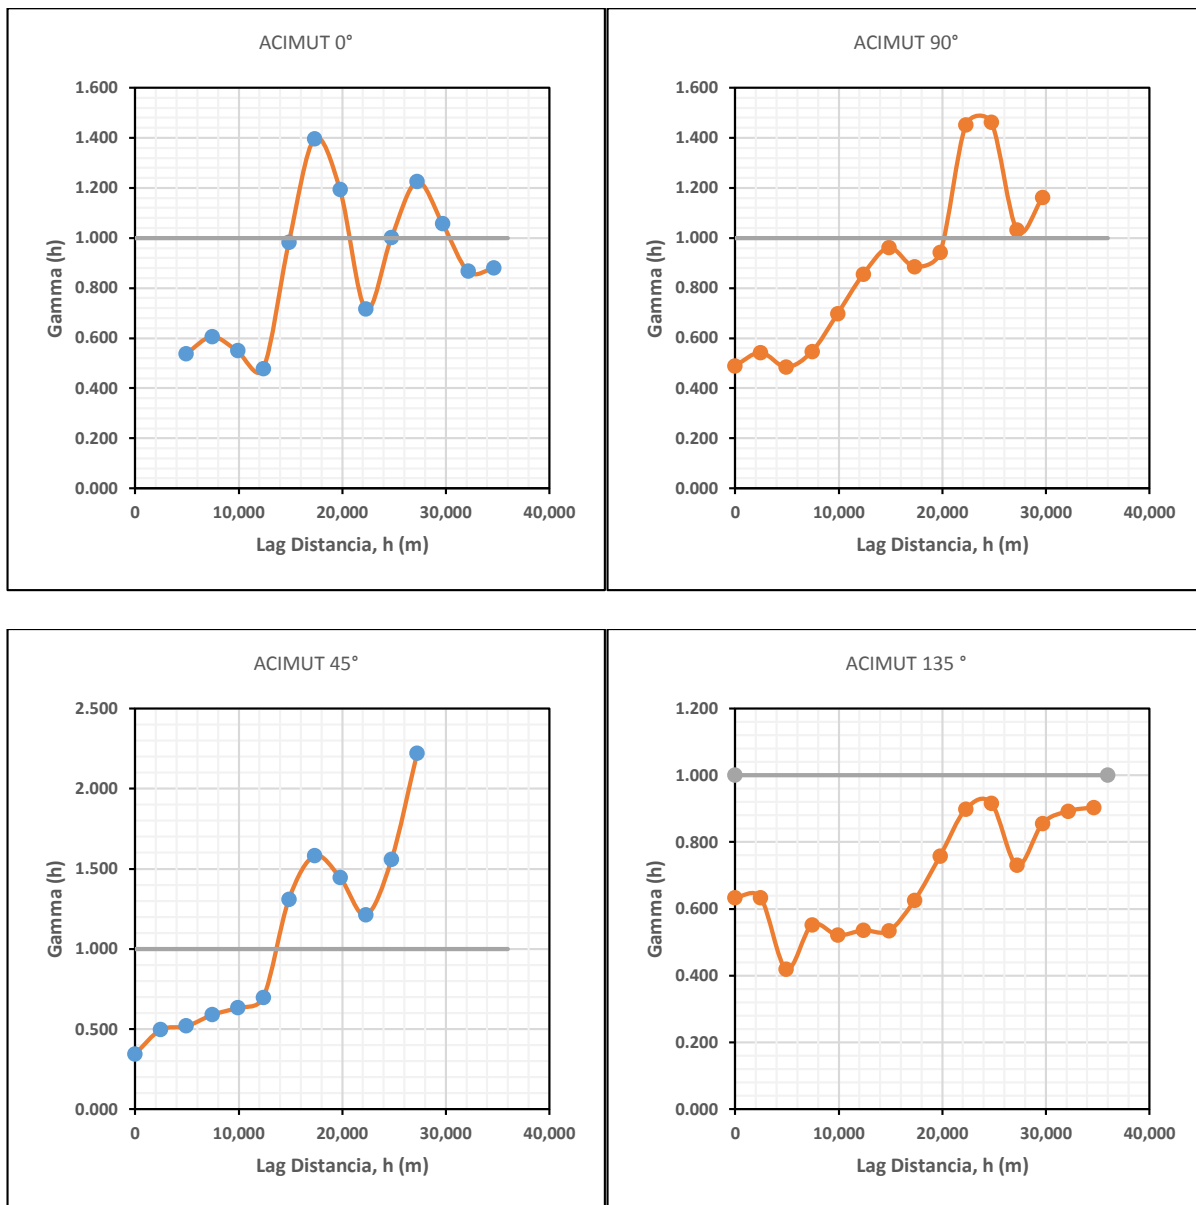 ACIMUT 0°
1.600
1.400
1.200
1.000
0.800
0.600
0.400
0.200
0.000
Gamma (h)
0 10,000 20,000 30,000 40,000
Lag Distancia, h (m)
ACIMUT 90°
1.600
1.400
1.200
1.000
0.800
0.600
0.400
0.200
0.000
Gamma (h)
0 10,000 20,000 30,000 40,000
Lag Distancia, h (m)
ACIMUT 45°
2.500
2.000
1.500
1.000
0.500
0.000
Gamma (h)
0 10,000 20,000 30,000 40,000
Lag Distancia, h (m)
ACIMUT 135 °
1.200
1.000
0.800
0.600
0.400
0.200
0.000
Gamma (h)
0 10,000 20,000 30,000 40,000
Lag Distancia, h (m)